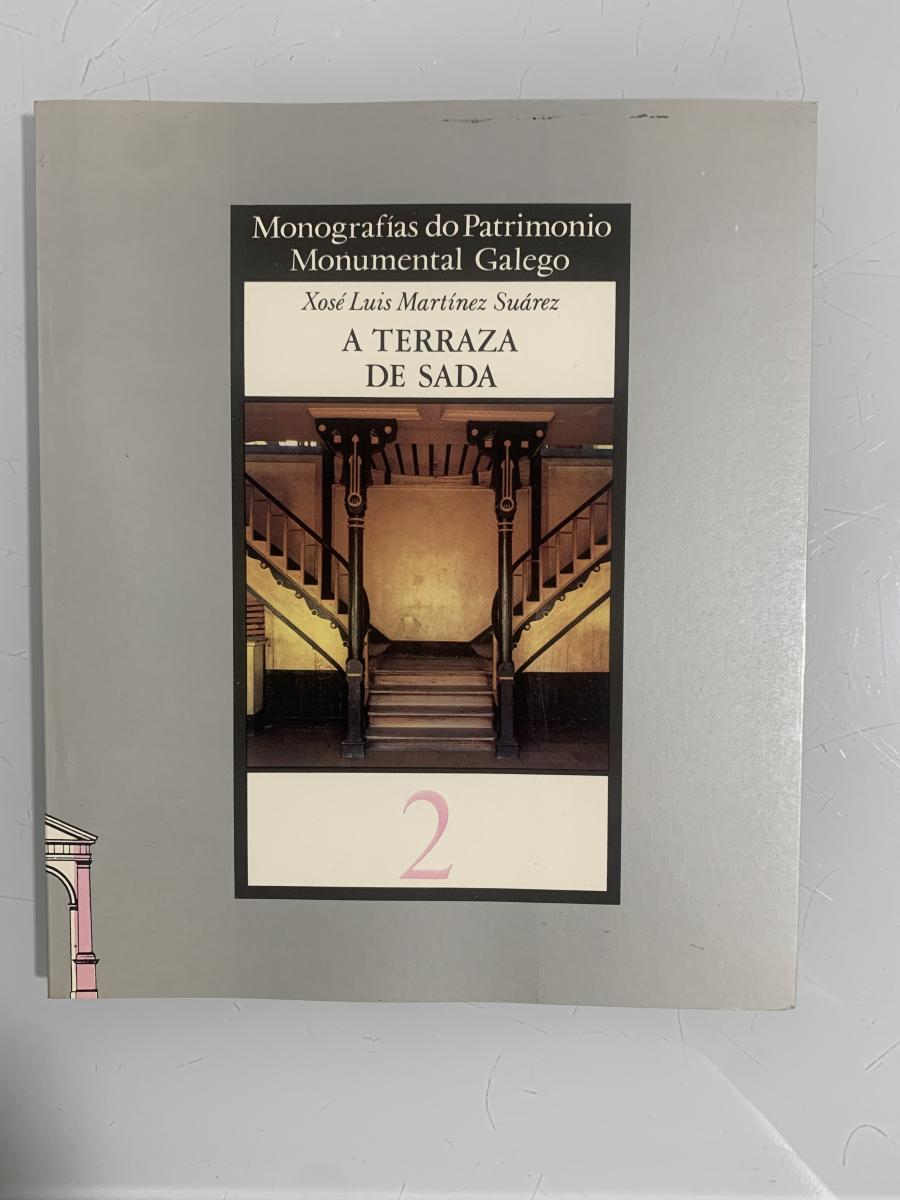 Monografías do Patrimonio
Monumental Galego
Xosé Luis Martínez Suárez
A TERRAZA
DE SADA
2